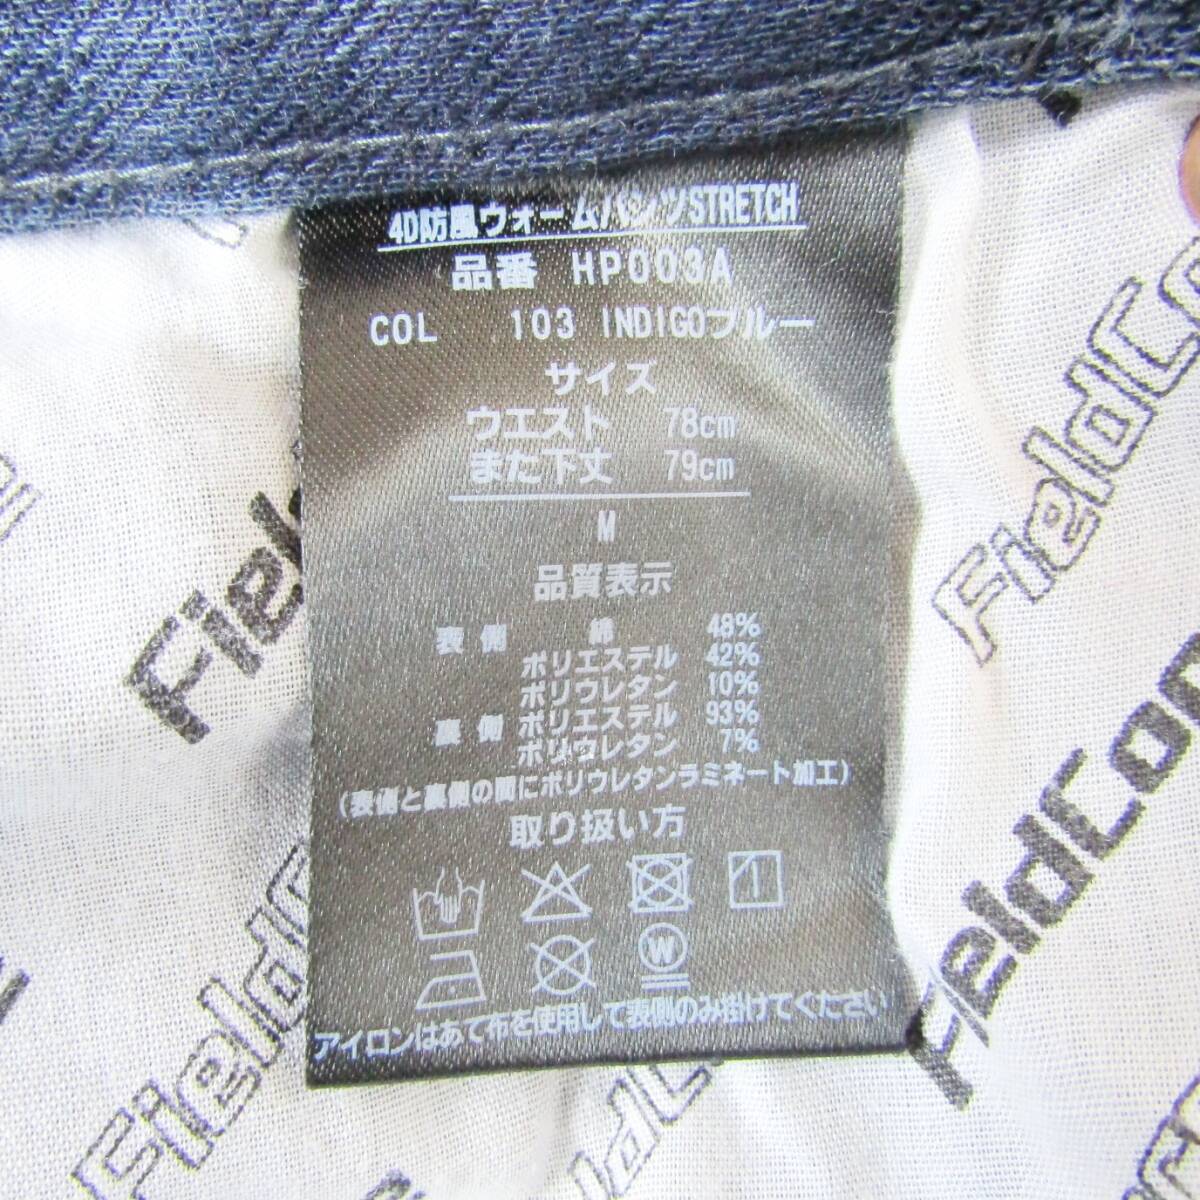 4D防風ウォームパンツSTRETCH
品番 HP003A
COL 103 INDIGOブルー
サイズ
ウエスト 78cm
また下丈 79cm
M
品質表示
表側 綿 48%
ポリエステル 42%
ポリウレタン 10%
裏側 ポリエステル 93%
ポリウレタン 7%
(表側と裏側の間にポリウレタンラミネート加工)
取り扱い方
W
アイロンはあて布を使用して表側のみ掛けてください
FieldCo
FieldCor
Fiel
FieldC
FieldC